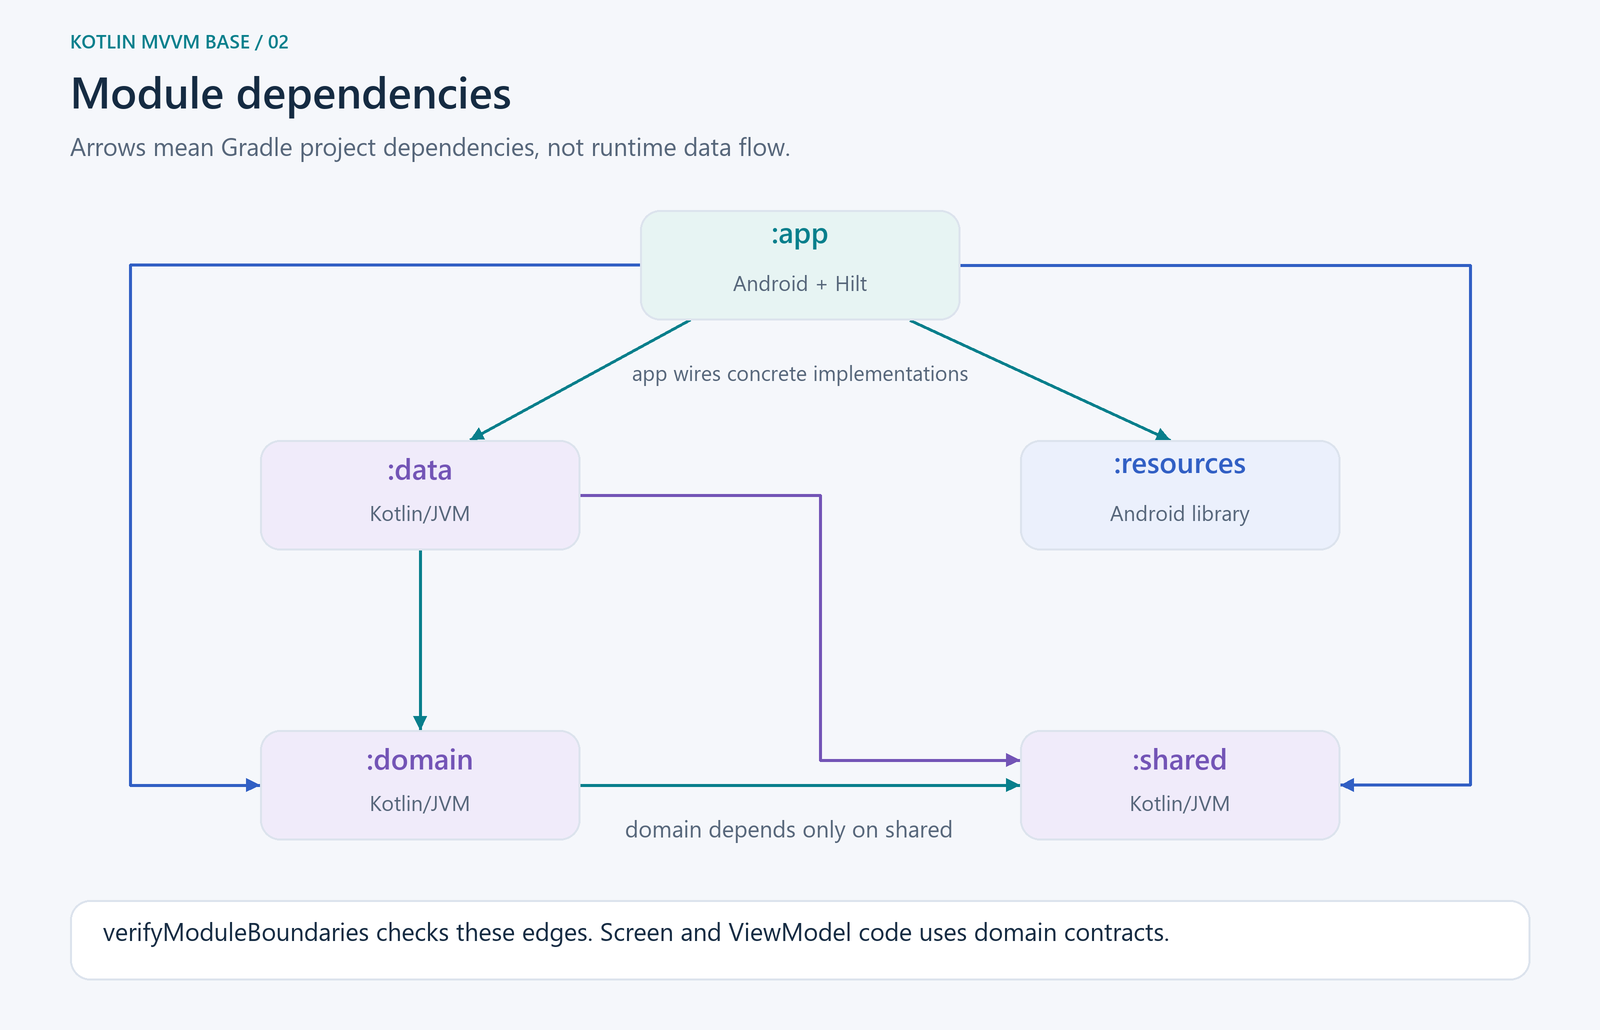 KOTLIN MVVM BASE / 02
Module dependencies
Arrows mean Gradle project dependencies, not runtime data flow.
:app
Android + Hilt
app wires concrete implementations
:data
Kotlin/JVM
:resources
Android library
:domain
Kotlin/JVM
:shared
Kotlin/JVM
domain depends only on shared
verifyModuleBoundaries checks these edges. Screen and ViewModel code uses domain contracts.